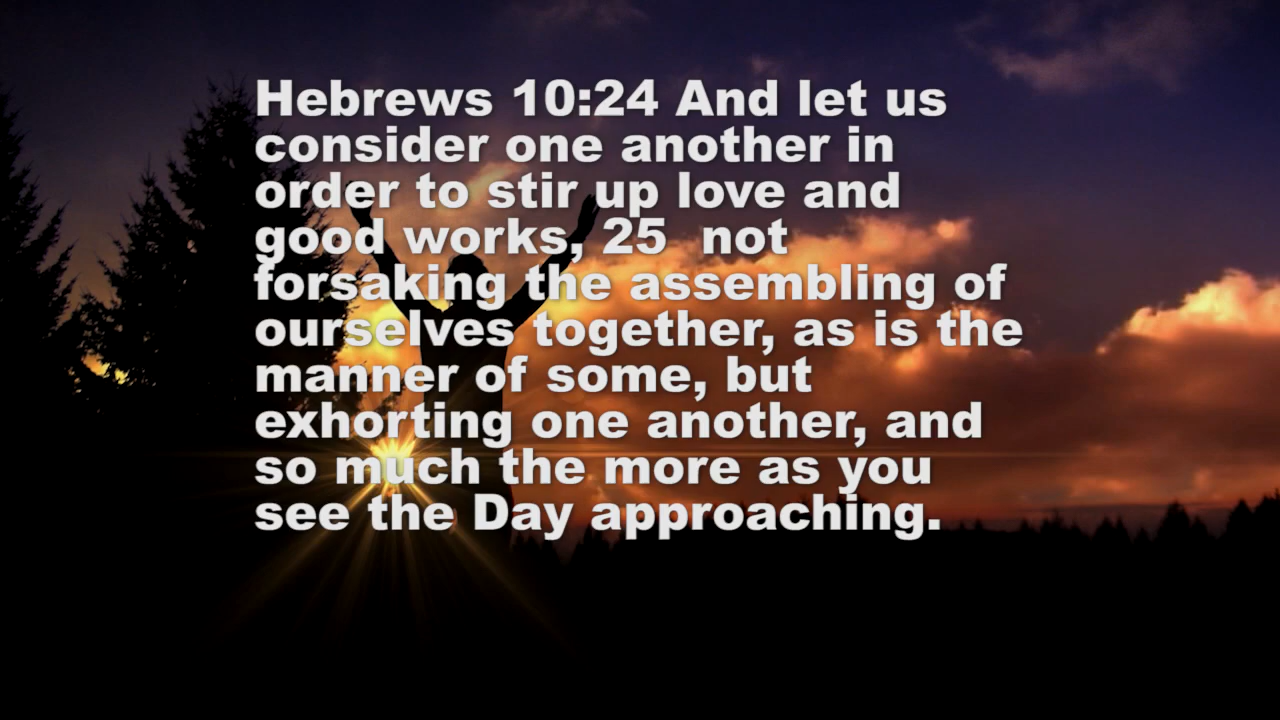 Hebrews 10:24 And let us
consider one another in
order to stir up love and
good works, 25  not
forsaking the assembling of
ourselves together, as is the
manner of some, but
exhorting one another, and
so much the more as you
see the Day approaching.